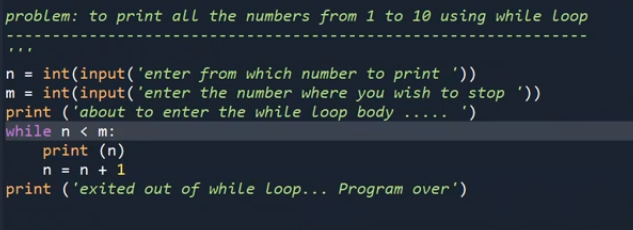 problem: to print all the numbers from 1 to 10 using while loop
---------------------------------------------------------------
'''
n = int(input('enter from which number to print '))
m = int(input('enter the number where you wish to stop '))
print ('about to enter the while loop body ..... ')
while n < m:
    print (n)
    n = n + 1
print ('exited out of while loop... Program over')